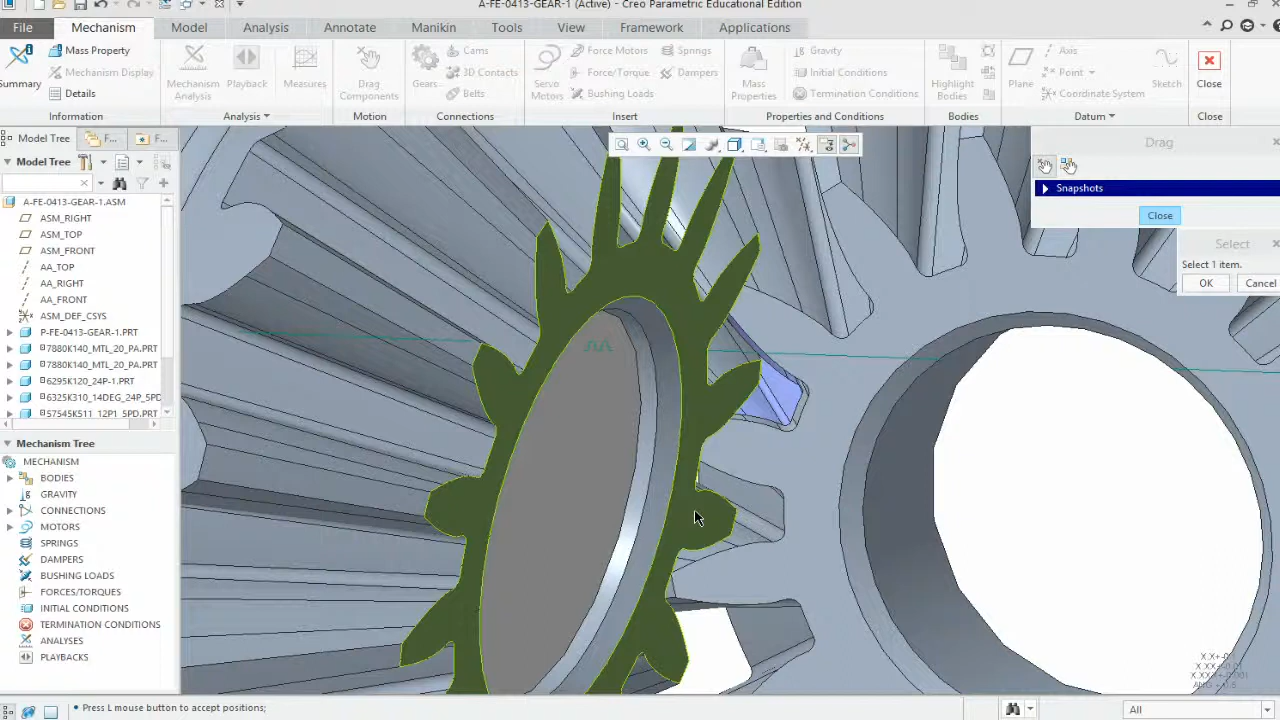 A-FE-0413-GEAR-1 (Active) - Creo Parametric Educational Edition
File Mechanism Model Analysis Annotate Manikin Tools View Framework Applications
Summary
Mass Property
Mechanism Display
Details
Information
Mechanism Analysis
Playback
Measures
Analysis
Drag Components
Motion
Gears
Cams
3D Contacts
Belts
Connections
Servo Motors
Force Motors
Force/Torque
Bushing Loads
Springs
Dampers
Insert
Mass Properties
Gravity
Initial Conditions
Termination Conditions
Properties and Conditions
Highlight Bodies
Bodies
Plane
Axis
Point
Coordinate System
Sketch
Datum
Close
Close
Model Tree F... F...
Model Tree
A-FE-0413-GEAR-1.ASM
ASM_RIGHT
ASM_TOP
ASM_FRONT
AA_TOP
AA_RIGHT
AA_FRONT
ASM_DEF_CSYS
P-FE-0413-GEAR-1.PRT
7880K140_MTL_20_PA.PRT
7880K140_MTL_20_PA.PRT
6295K120_24P-1.PRT
6325K310_14DEG_24P_5PD
57545K511_12P1_5PD.PRT
Mechanism Tree
MECHANISM
BODIES
GRAVITY
CONNECTIONS
MOTORS
SPRINGS
DAMPERS
BUSHING LOADS
FORCES/TORQUES
INITIAL CONDITIONS
TERMINATION CONDITIONS
ANALYSES
PLAYBACKS
Drag
Snapshots
Close
Select
Select 1 item.
OK Cancel
Press L mouse button to accept positions;
All